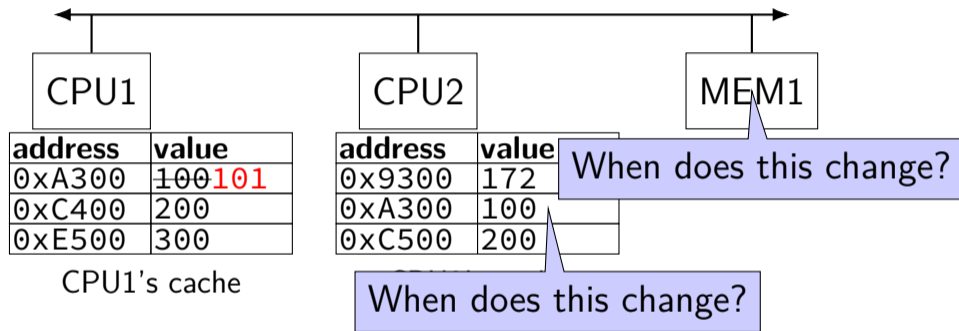 CPU1 CPU2 MEM1
address value address value
0xA300 100101 0x9300 172
0xC400 200 0xA300 100
0xE500 300 0xC500 200
When does this change?
CPU1's cache
When does this change?